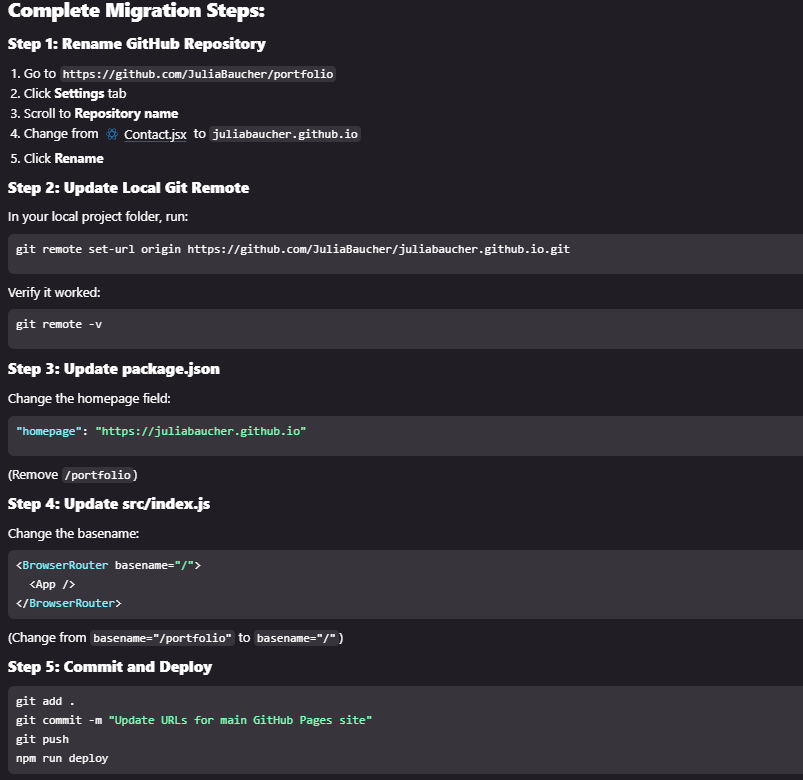 Complete Migration Steps:
Step 1: Rename GitHub Repository
1. Go to https://github.com/JuliaBaucher/portfolio
2. Click Settings tab
3. Scroll to Repository name
4. Change from Contact.jsx to juliabaucher.github.io
5. Click Rename
Step 2: Update Local Git Remote
In your local project folder, run:
git remote set-url origin https://github.com/JuliaBaucher/juliabaucher.github.io.git
Verify it worked:
git remote -v
Step 3: Update package.json
Change the homepage field:
"homepage": "https://juliabaucher.github.io"
(Remove /portfolio)
Step 4: Update src/index.js
Change the basename:
<BrowserRouter basename="/">
  <App />
</BrowserRouter>
(Change from basename="/portfolio" to basename="/")
Step 5: Commit and Deploy
git add .
git commit -m "Update URLs for main GitHub Pages site"
git push
npm run deploy